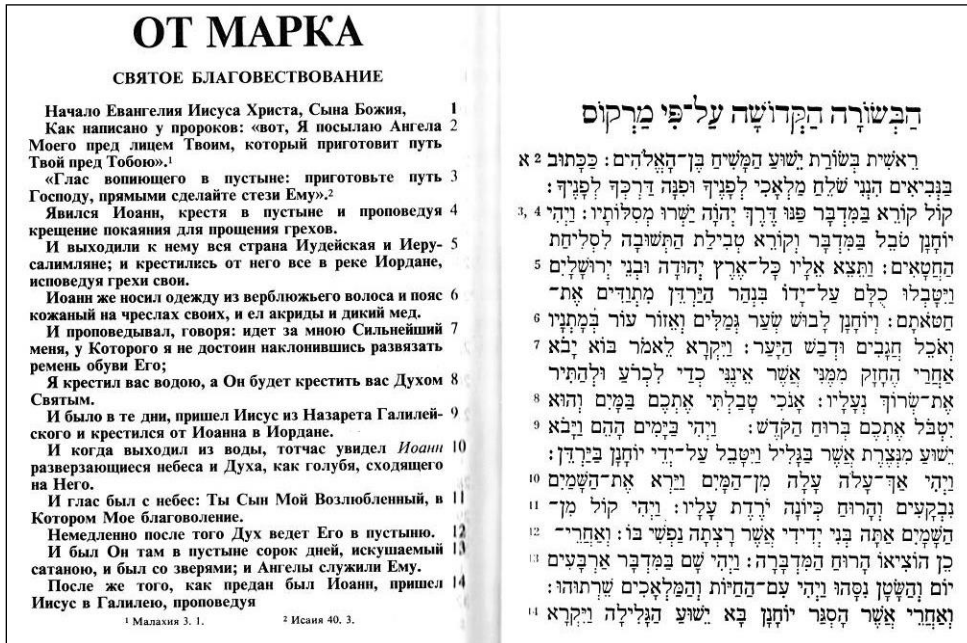 ОТ МАРКА
СВЯТОЕ БЛАГОВЕСТВОВАНИЕ
Начало Евангелия Иисуса Христа, Сына Божия, 1
Как написано у пророков: «вот, Я посылаю Ангела 2
Моего пред лицем Твоим, который приготовит путь
Твой пред Тобою».¹
«Глас вопиющего в пустыне: приготовьте путь 3
Господу, прямыми сделайте стези Ему».²
Явился Иоанн, крестя в пустыне и проповедуя 4
крещение покаяния для прощения грехов.
И выходили к нему вся страна Иудейская и Иеру- 5
салимляне; и крестились от него все в реке Иордане,
исповедуя грехи свои.
Иоанн же носил одежду из верблюжьего волоса и пояс 6
кожаный на чреслах своих, и ел акриды и дикий мед.
И проповедывал, говоря: идет за мною Сильнейший 7
меня, у Которого я не достоин наклонившись развязать
ремень обуви Его;
Я крестил вас водою, а Он будет крестить вас Духом 8
Святым.
И было в те дни, пришел Иисус из Назарета Галилей- 9
ского и крестился от Иоанна в Иордане.
И когда выходил из воды, тотчас увидел Иоанн 10
разверзающиеся небеса и Духа, как голубя, сходящего
на Него.
И глас был с небес: Ты Сын Мой Возлюбленный, в 11
Котором Мое благоволение.
Немедленно после того Дух ведет Его в пустыню. 12
И был Он там в пустыне сорок дней, искушаемый 13
сатаною, и был со зверями; и Ангелы служили Ему.
После же того, как предан был Иоанн, пришел 14
Иисус в Галилею, проповедуя
¹ Малахия 3. 1. ² Исаия 40. 3.
הַבְּשׂוֹרָה הַקְּדוֹשָׁה עַל־פִּי מַרְקוֹס
א 2 רֵאשִׁית בְּשׂוֹרַת יֵשׁוּעַ הַמָּשִׁיחַ בֶּן־הָאֱלֹהִים: כַּכָּתוּב
בַּנְּבִיאִים הִנְנִי שֹׁלֵחַ מַלְאָכִי לְפָנֶיךָ וּפִנָּה דַרְכְּךָ לְפָנֶיךָ:
3, 4 קוֹל קוֹרֵא בַּמִּדְבָּר פַּנּוּ דֶּרֶךְ יְהוָֹה יַשְּׁרוּ מְסִלּוֹתָיו: וַיְהִי
יוֹחָנָן טֹבֵל בַּמִּדְבָּר וְקוֹרֵא טְבִילַת הַתְּשׁוּבָה לִסְלִיחַת
5 הַחֲטָאִים: וַתֵּצֵא אֵלָיו כָּל־אֶרֶץ יְהוּדָה וּבְנֵי יְרוּשָׁלָיִם
וַיִּטָּבְלוּ כֻלָּם עַל־יָדוֹ בִּנְהַר הַיַּרְדֵּן מִתְוַדִּים אֶת־
6 חַטֹּאתָם: וְיוֹחָנָן לָבוּשׁ שְׂעַר גְּמַלִּים וְאֵזוֹר עוֹר בְּמָתְנָיו
7 וְאֹכֵל חֲגָבִים וּדְבַשׁ הַיָּעַר: וַיִּקְרָא לֵאמֹר בּוֹא יָבֹא
אַחֲרֵי הֶחָזָק מִמֶּנִּי אֲשֶׁר אֵינֶנִּי כְדַי לִכְרֹעַ וּלְהַתִּיר
8 אֶת־שְׂרוֹךְ נְעָלָיו: אָנֹכִי טָבַלְתִּי אֶתְכֶם בַּמָּיִם וְהוּא
9 יִטְבֹּל אֶתְכֶם בְּרוּחַ הַקֹּדֶשׁ: וַיְהִי בַּיָּמִים הָהֵם וַיָּבֹא
יֵשׁוּעַ מִנְּצֶרֶת אֲשֶׁר בַּגָּלִיל וַיִּטָּבֵל עַל־יְדֵי יוֹחָנָן בַּיַּרְדֵּן:
10 וַיְהִי אַךְ־עָלֹה עָלָה מִן־הַמָּיִם וַיַּרְא אֶת־הַשָּׁמַיִם
11 נִבְקָעִים וְהָרוּחַ כְּיוֹנָה יֹרֶדֶת עָלָיו: וַיְהִי קוֹל מִן־
12 הַשָּׁמַיִם אַתָּה בְּנִי יְדִידִי אֲשֶׁר רָצְתָה נַפְשִׁי בּוֹ: וְאַחֲרֵי־
13 כֵן הוֹצִיאוֹ הָרוּחַ הַמִּדְבָּרָה: וַיְהִי שָׁם בַּמִּדְבָּר אַרְבָּעִים
יוֹם וְהַשָּׂטָן נִסָּהוּ וַיְהִי עִם־הַחַיּוֹת וְהַמַּלְאָכִים שֵׁרְתוּהוּ:
14 וְאַחֲרֵי אֲשֶׁר הָסְגַּר יוֹחָנָן בָּא יֵשׁוּעַ הַגָּלִילָה וַיִּקְרָא